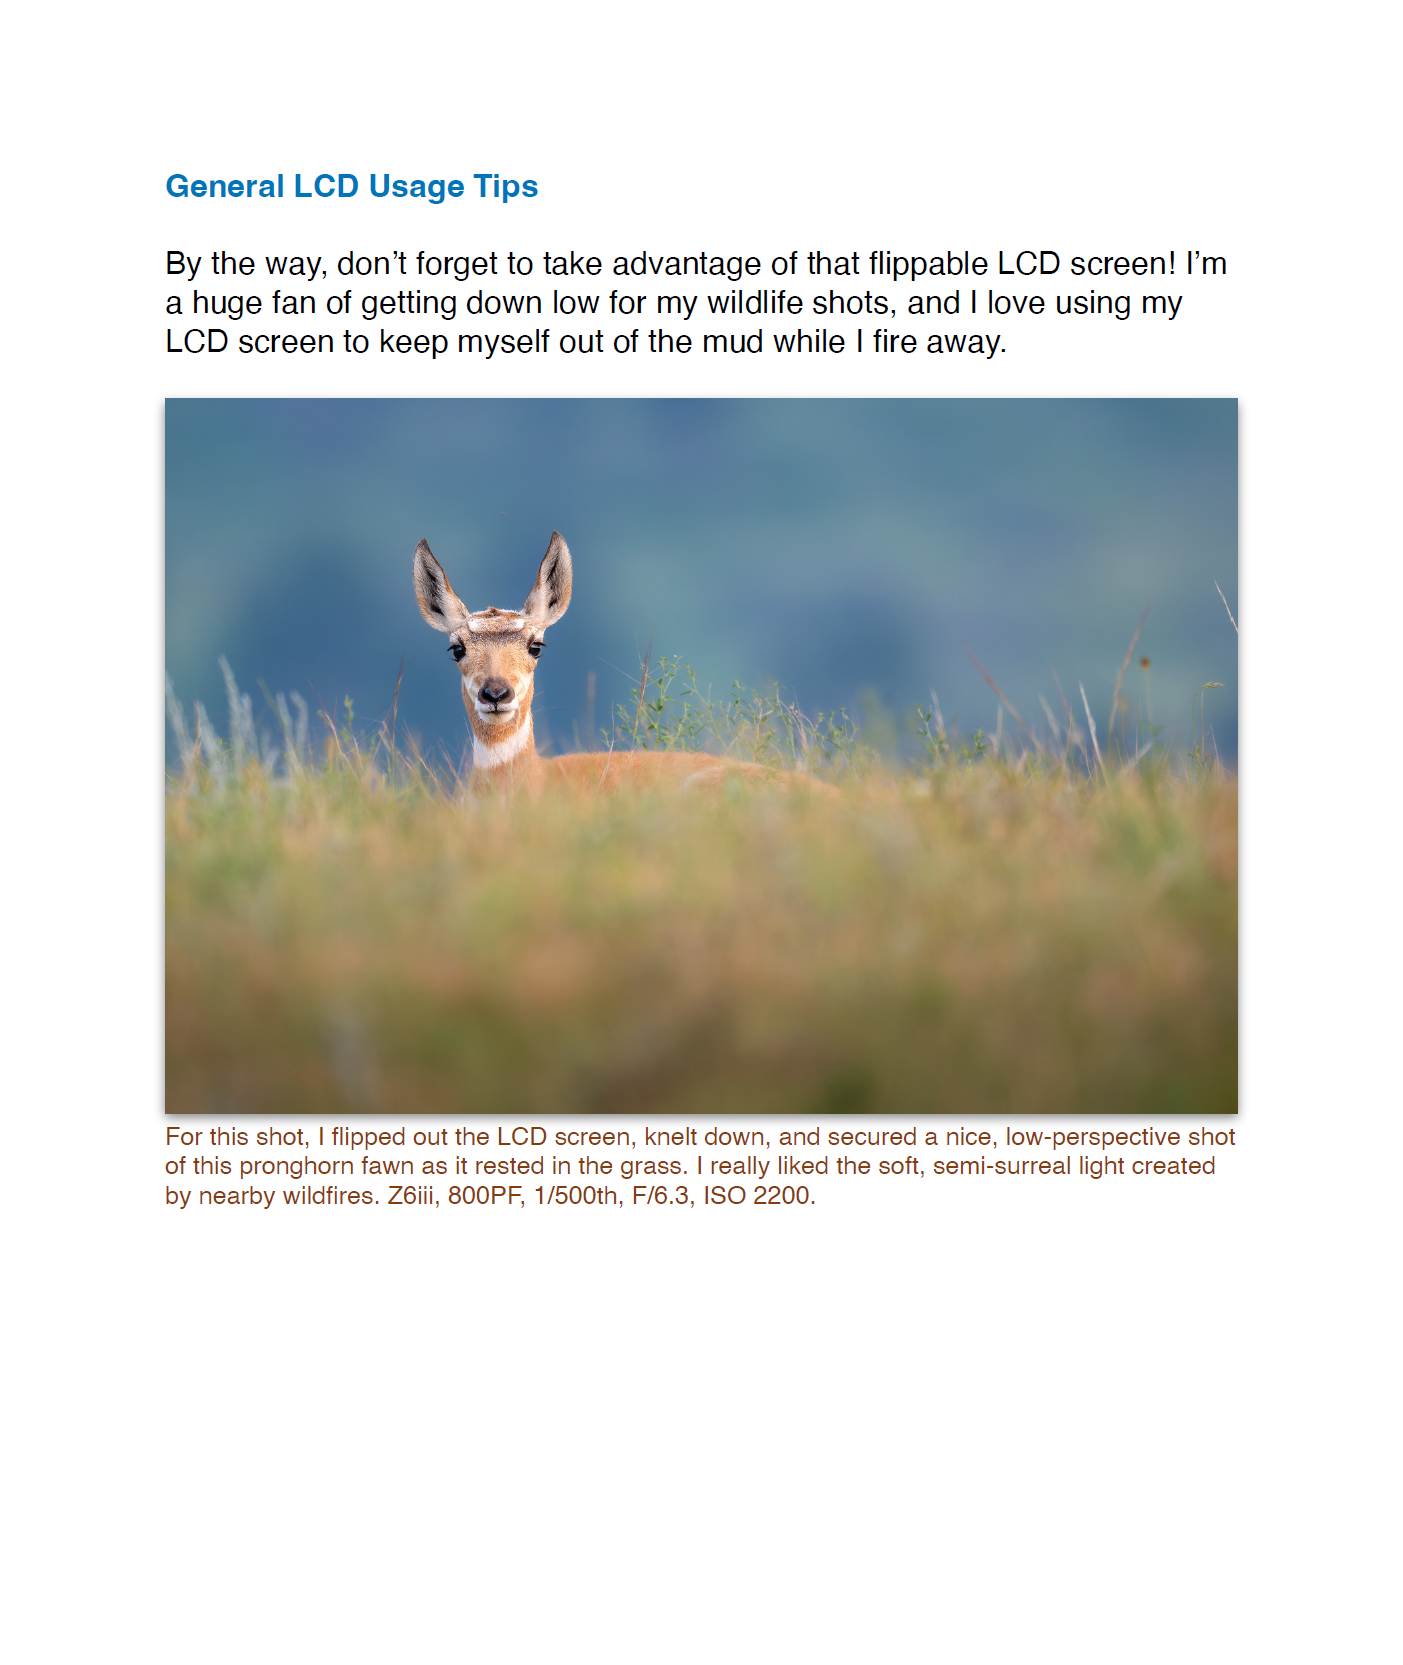 General LCD Usage Tips
By the way, don’t forget to take advantage of that flippable LCD screen! I’m
a huge fan of getting down low for my wildlife shots, and I love using my
LCD screen to keep myself out of the mud while I fire away.
For this shot, I flipped out the LCD screen, knelt down, and secured a nice, low-perspective shot
of this pronghorn fawn as it rested in the grass. I really liked the soft, semi-surreal light created
by nearby wildfires. Z6iii, 800PF, 1/500th, F/6.3, ISO 2200.